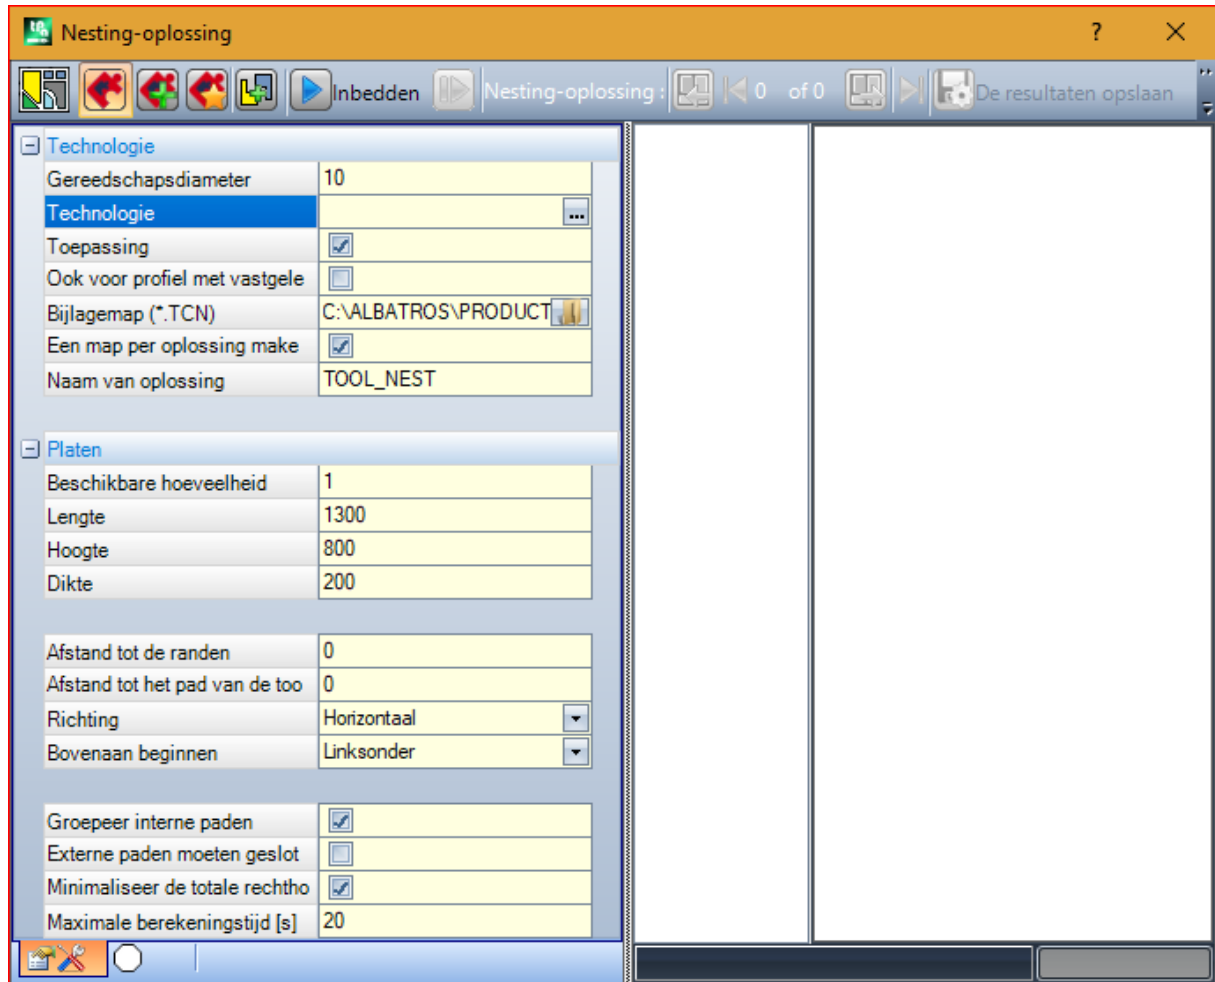 Nesting-oplossing ?
Inbedden Nesting-oplossing : 0 of 0 De resultaten opslaan
Technologie
Gereedschapsdiameter 10
Technologie ...
Toepassing
Ook voor profiel met vastgele
Bijlagemap (*.TCN) C:\ALBATROS\PRODUCT
Een map per oplossing make
Naam van oplossing TOOL_NEST
Platen
Beschikbare hoeveelheid 1
Lengte 1300
Hoogte 800
Dikte 200
Afstand tot de randen 0
Afstand tot het pad van de too 0
Richting Horizontaal
Bovenaan beginnen Linksonder
Groepeer interne paden
Externe paden moeten geslot
Minimaliseer de totale rechtho
Maximale berekeningstijd [s] 20